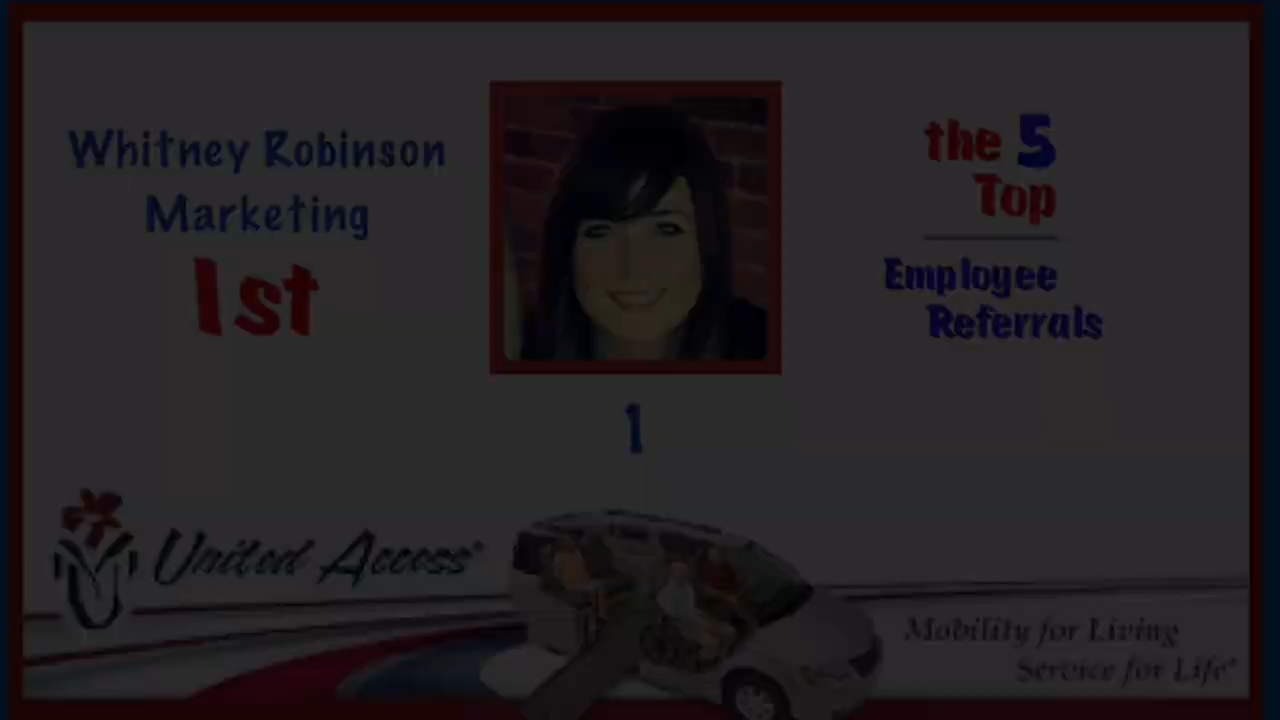 Whitney Robinson
Marketing
1st
the 5
Top
Employee
Referrals
1
United Access®
Mobility for Living
Service for Life®